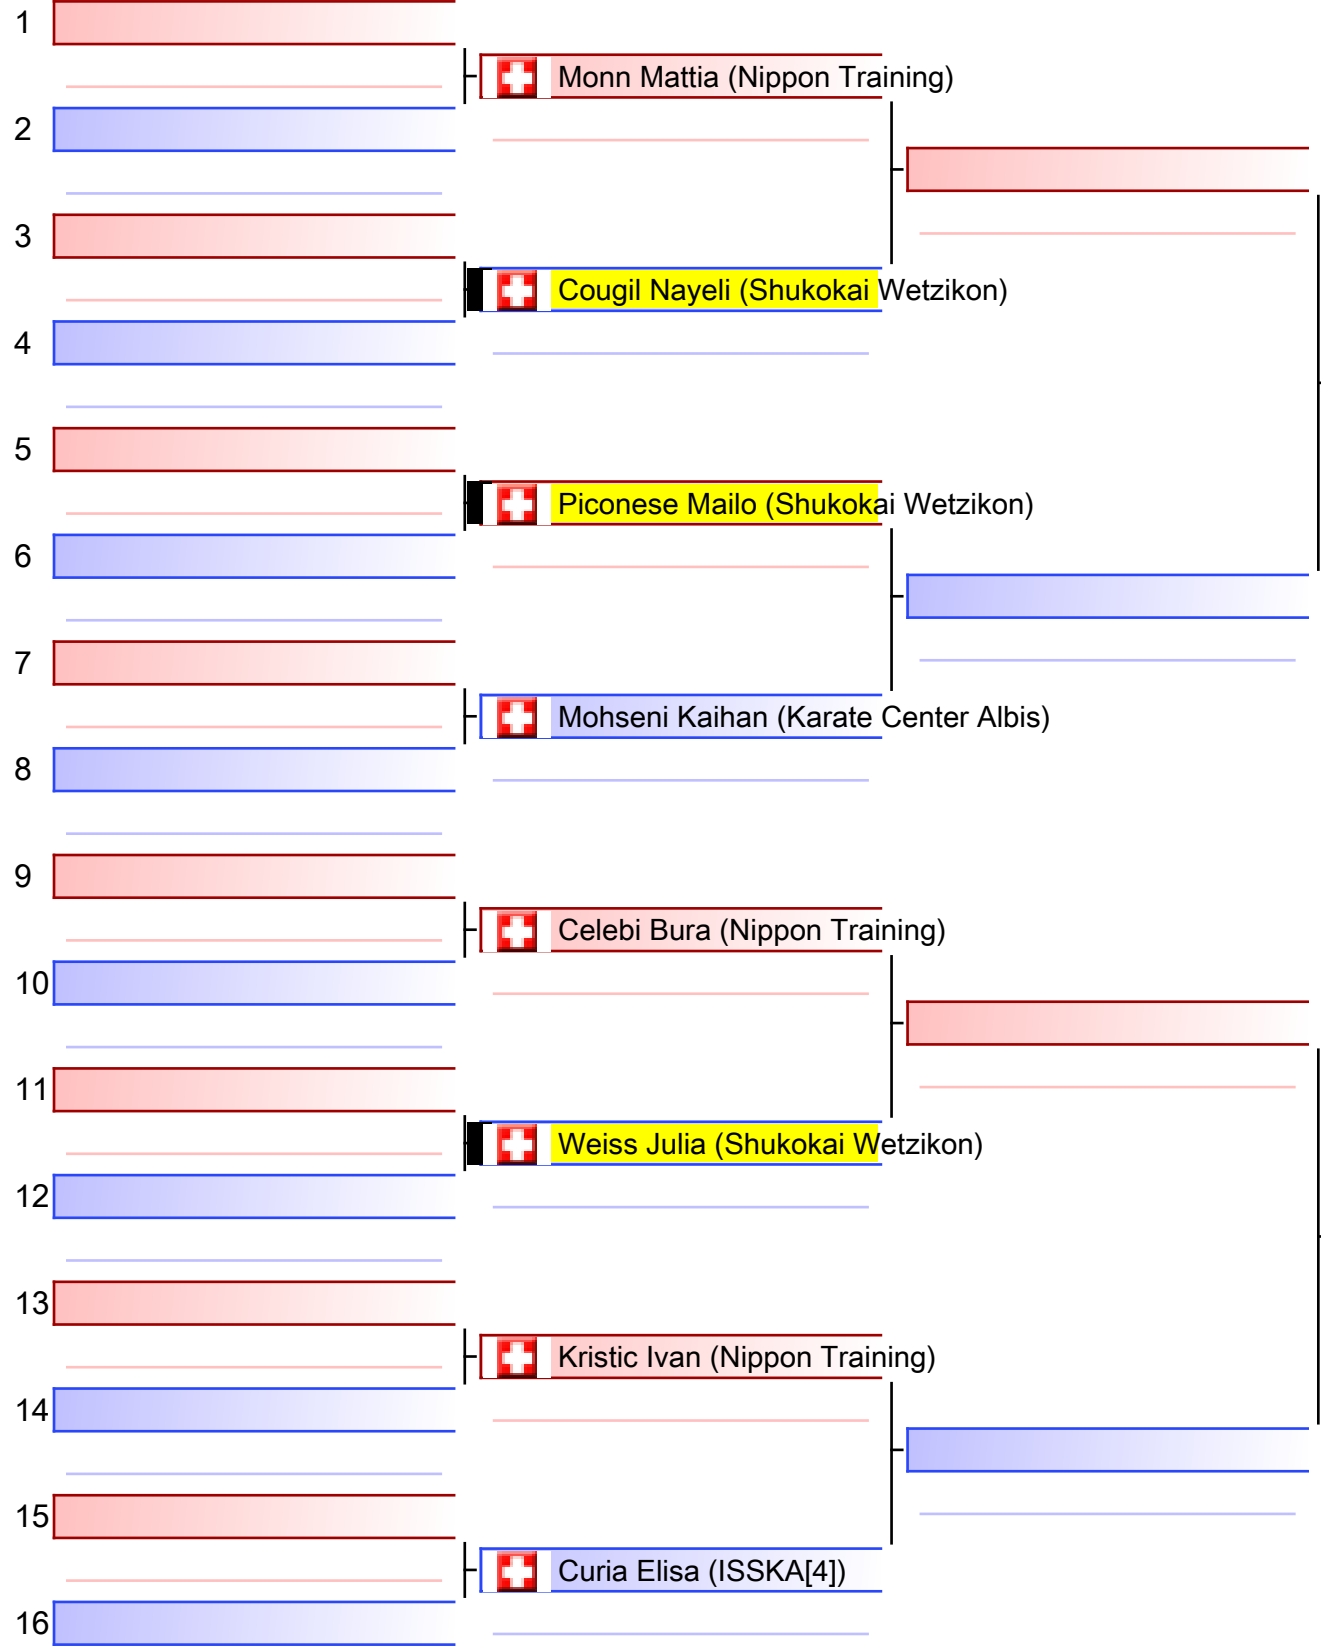 1
Monn Mattia (Nippon Training)
2
3
Cougil Nayeli (Shukokai Wetzikon)
4
5
Piconese Mailo (Shukokai Wetzikon)
6
7
Mohseni Kaihan (Karate Center Albis)
8
9
Celebi Bura (Nippon Training)
10
11
Weiss Julia (Shukokai Wetzikon)
12
13
Kristic Ivan (Nippon Training)
14
15
Curia Elisa (ISSKA[4])
16